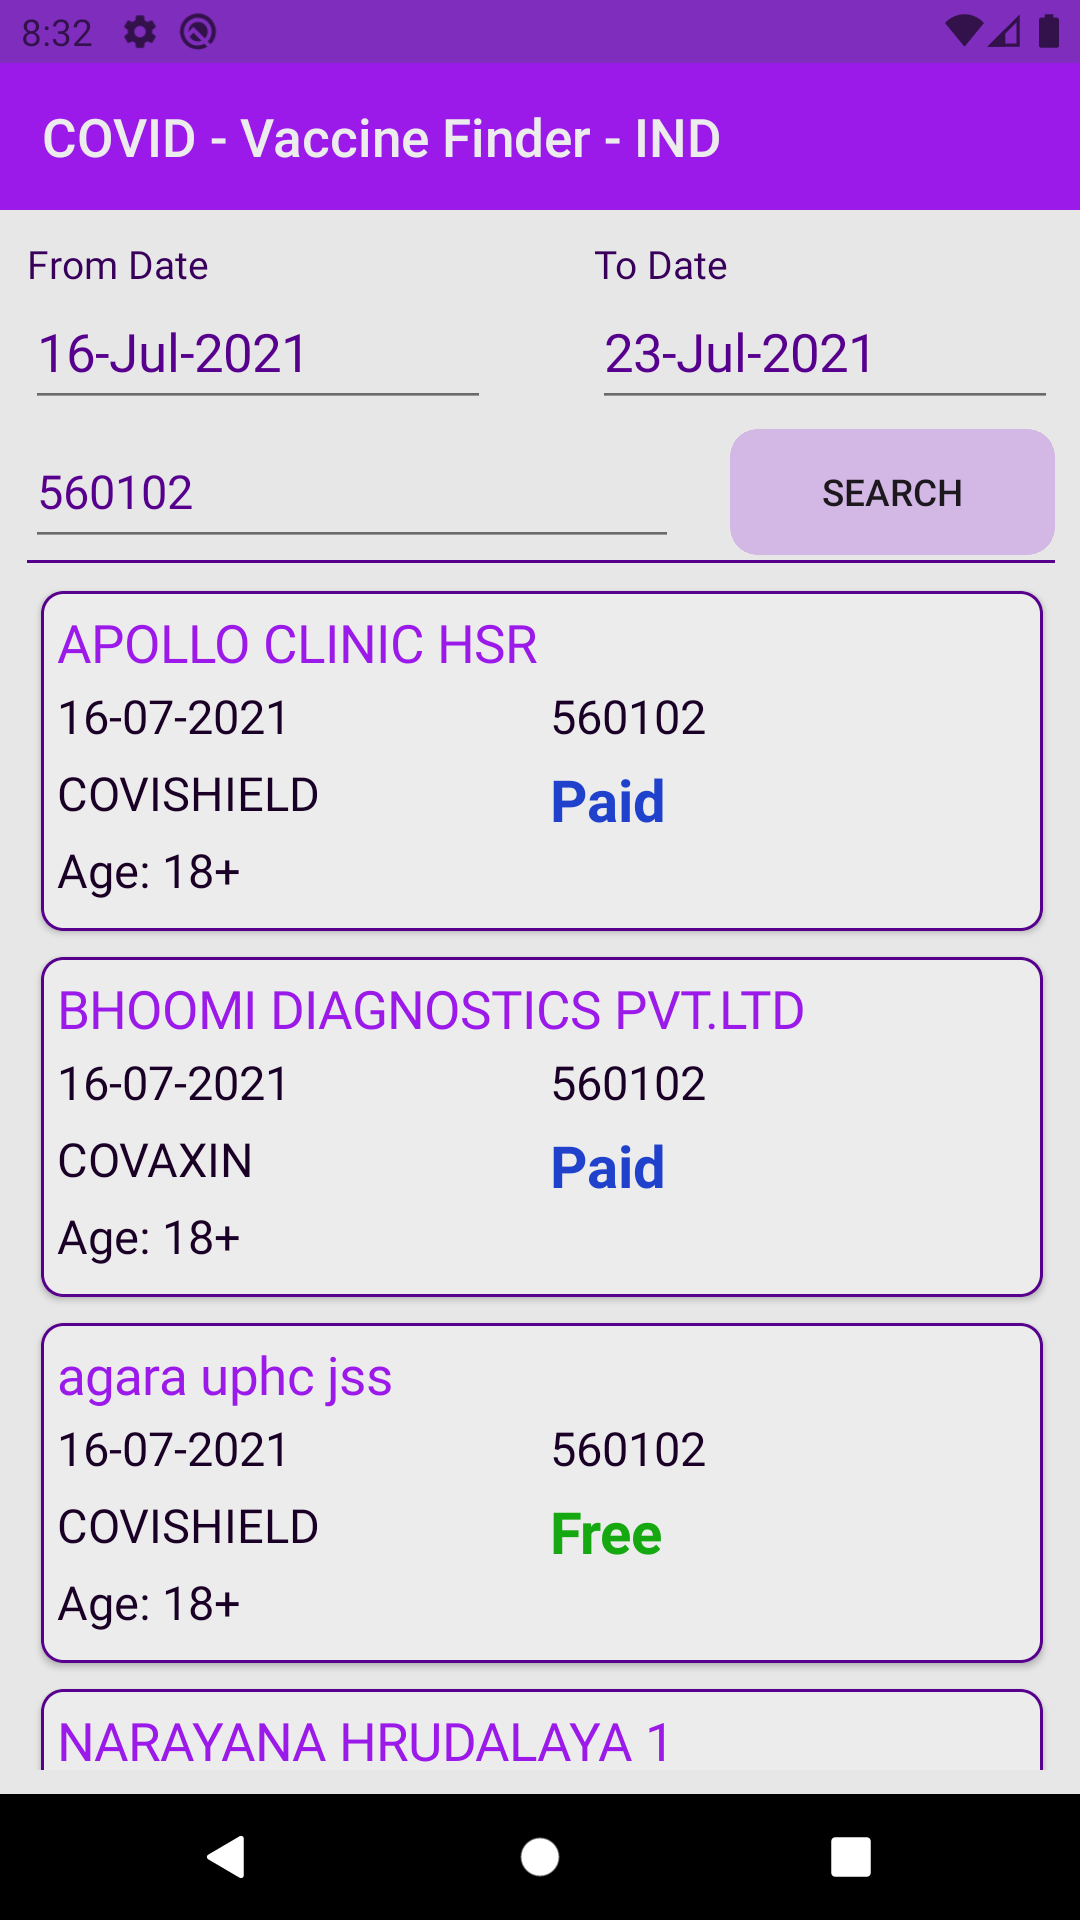 8:32
COVID - Vaccine Finder - IND
From Date To Date
16-Jul-2021 23-Jul-2021
560102 SEARCH
APOLLO CLINIC HSR
16-07-2021 560102
COVISHIELD Paid
Age: 18+
BHOOMI DIAGNOSTICS PVT.LTD
16-07-2021 560102
COVAXIN Paid
Age: 18+
agara uphc jss
16-07-2021 560102
COVISHIELD Free
Age: 18+
NARAYANA HRUDALAYA 1